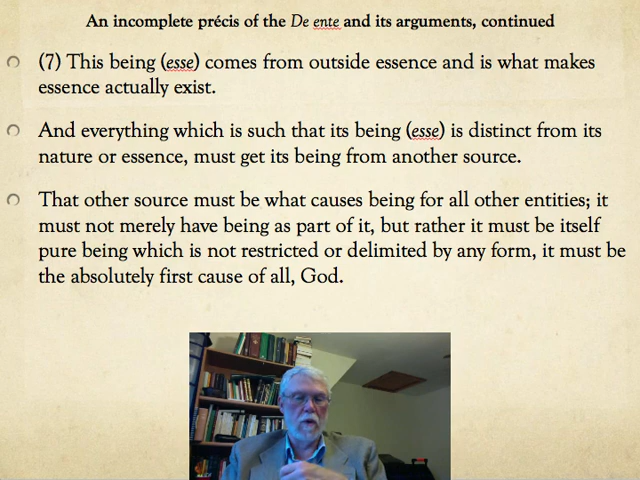 An incomplete précis of the De ente and its arguments, continued
(7) This being (esse) comes from outside essence and is what makes
essence actually exist.
And everything which is such that its being (esse) is distinct from its
nature or essence, must get its being from another source.
That other source must be what causes being for all other entities; it
must not merely have being as part of it, but rather it must be itself
pure being which is not restricted or delimited by any form, it must be
the absolutely first cause of all, God.